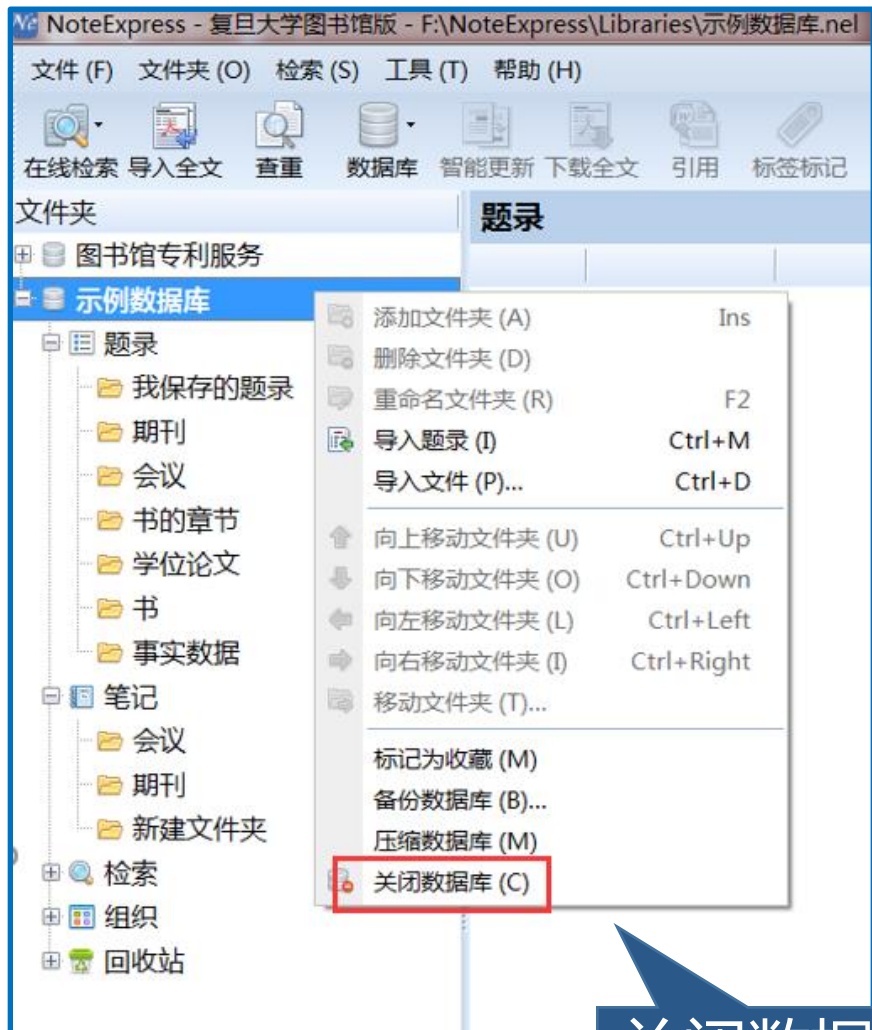 NoteExpress - 复旦大学图书馆版 - F:\NoteExpress\Libraries\示例数据库.nel
文件 (F) 文件夹 (O) 检索 (S) 工具 (T) 帮助 (H)
在线检索 导入全文 查重 数据库 智能更新 下载全文 引用 标签标记
文件夹
题录
图书馆专利服务
示例数据库
题录
我保存的题录
期刊
会议
书的章节
学位论文
书
事实数据
笔记
会议
期刊
新建文件夹
检索
组织
回收站
添加文件夹 (A) Ins
删除文件夹 (D)
重命名文件夹 (R) F2
导入题录 (I) Ctrl+M
导入文件 (P)... Ctrl+D
向上移动文件夹 (U) Ctrl+Up
向下移动文件夹 (O) Ctrl+Down
向左移动文件夹 (L) Ctrl+Left
向右移动文件夹 (I) Ctrl+Right
移动文件夹 (T)...
标记为收藏 (M)
备份数据库 (B)...
压缩数据库 (M)
关闭数据库 (C)